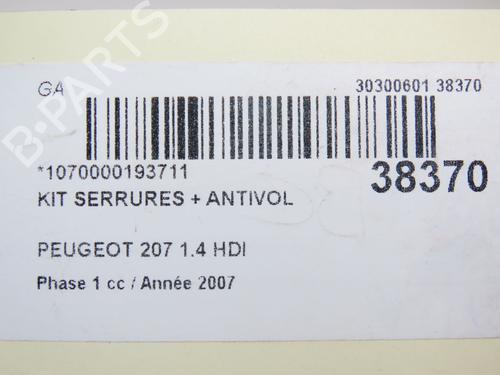 GA 30300601 38370
*1070000193711 38370
KIT SERRURES + ANTIVOL
PEUGEOT 207 1.4 HDI
Phase 1 cc / Année 2007
B-PARTS